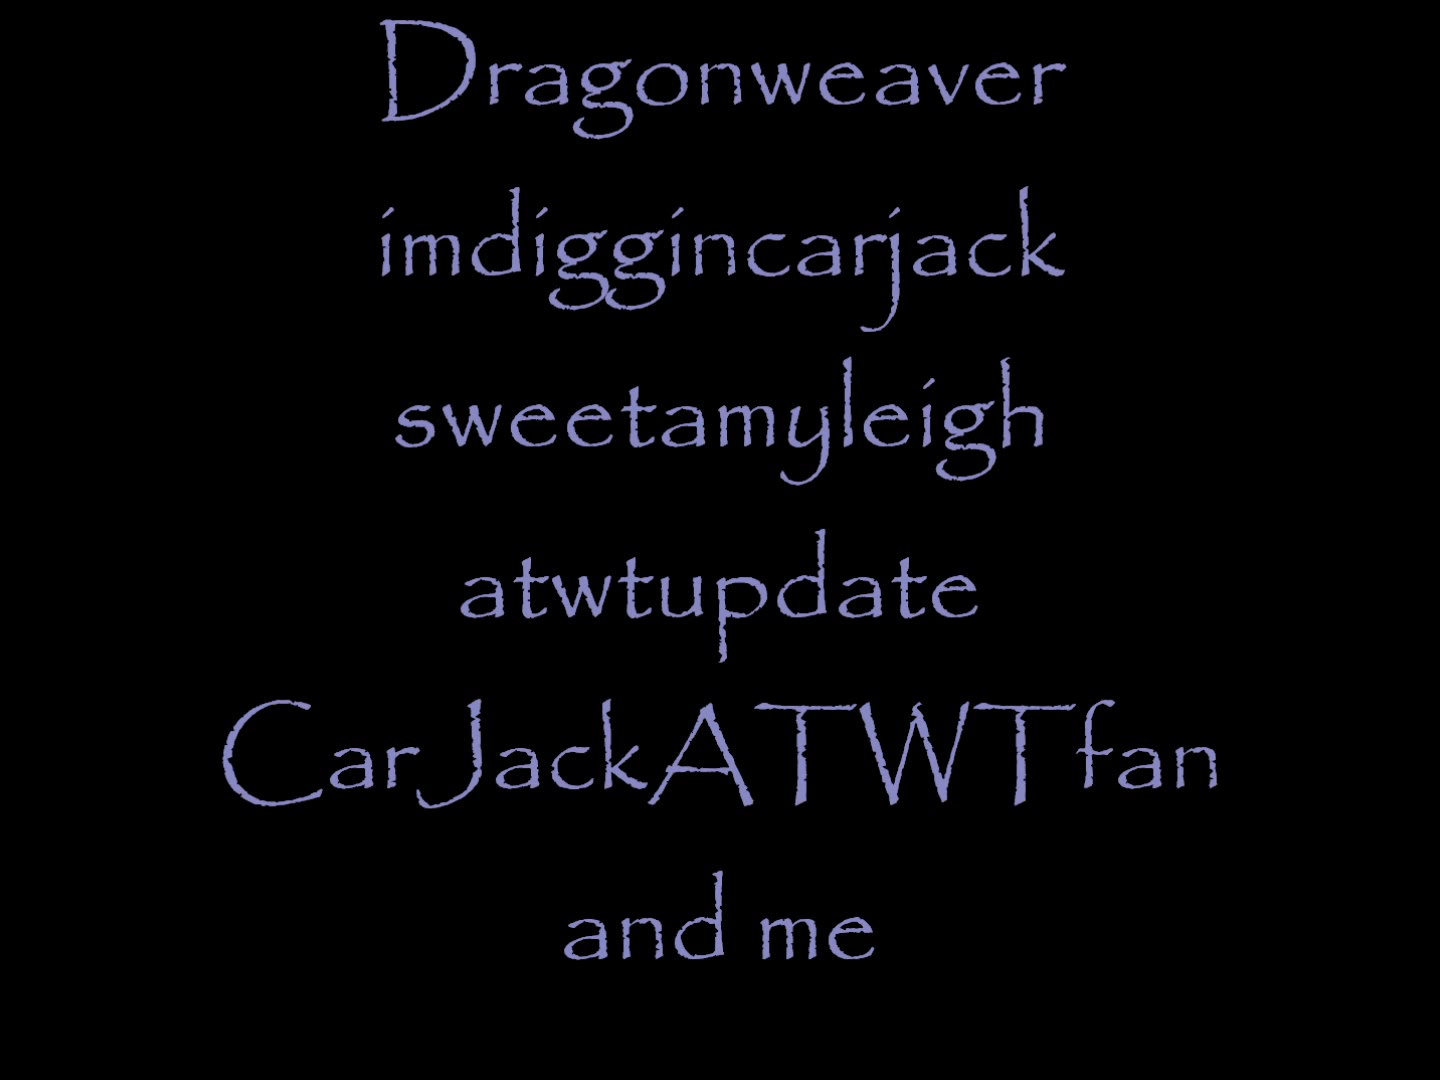 Dragonweaver
imdiggincarjack
sweetamyleigh
atwtupdate
CarJackATWTfan
and me